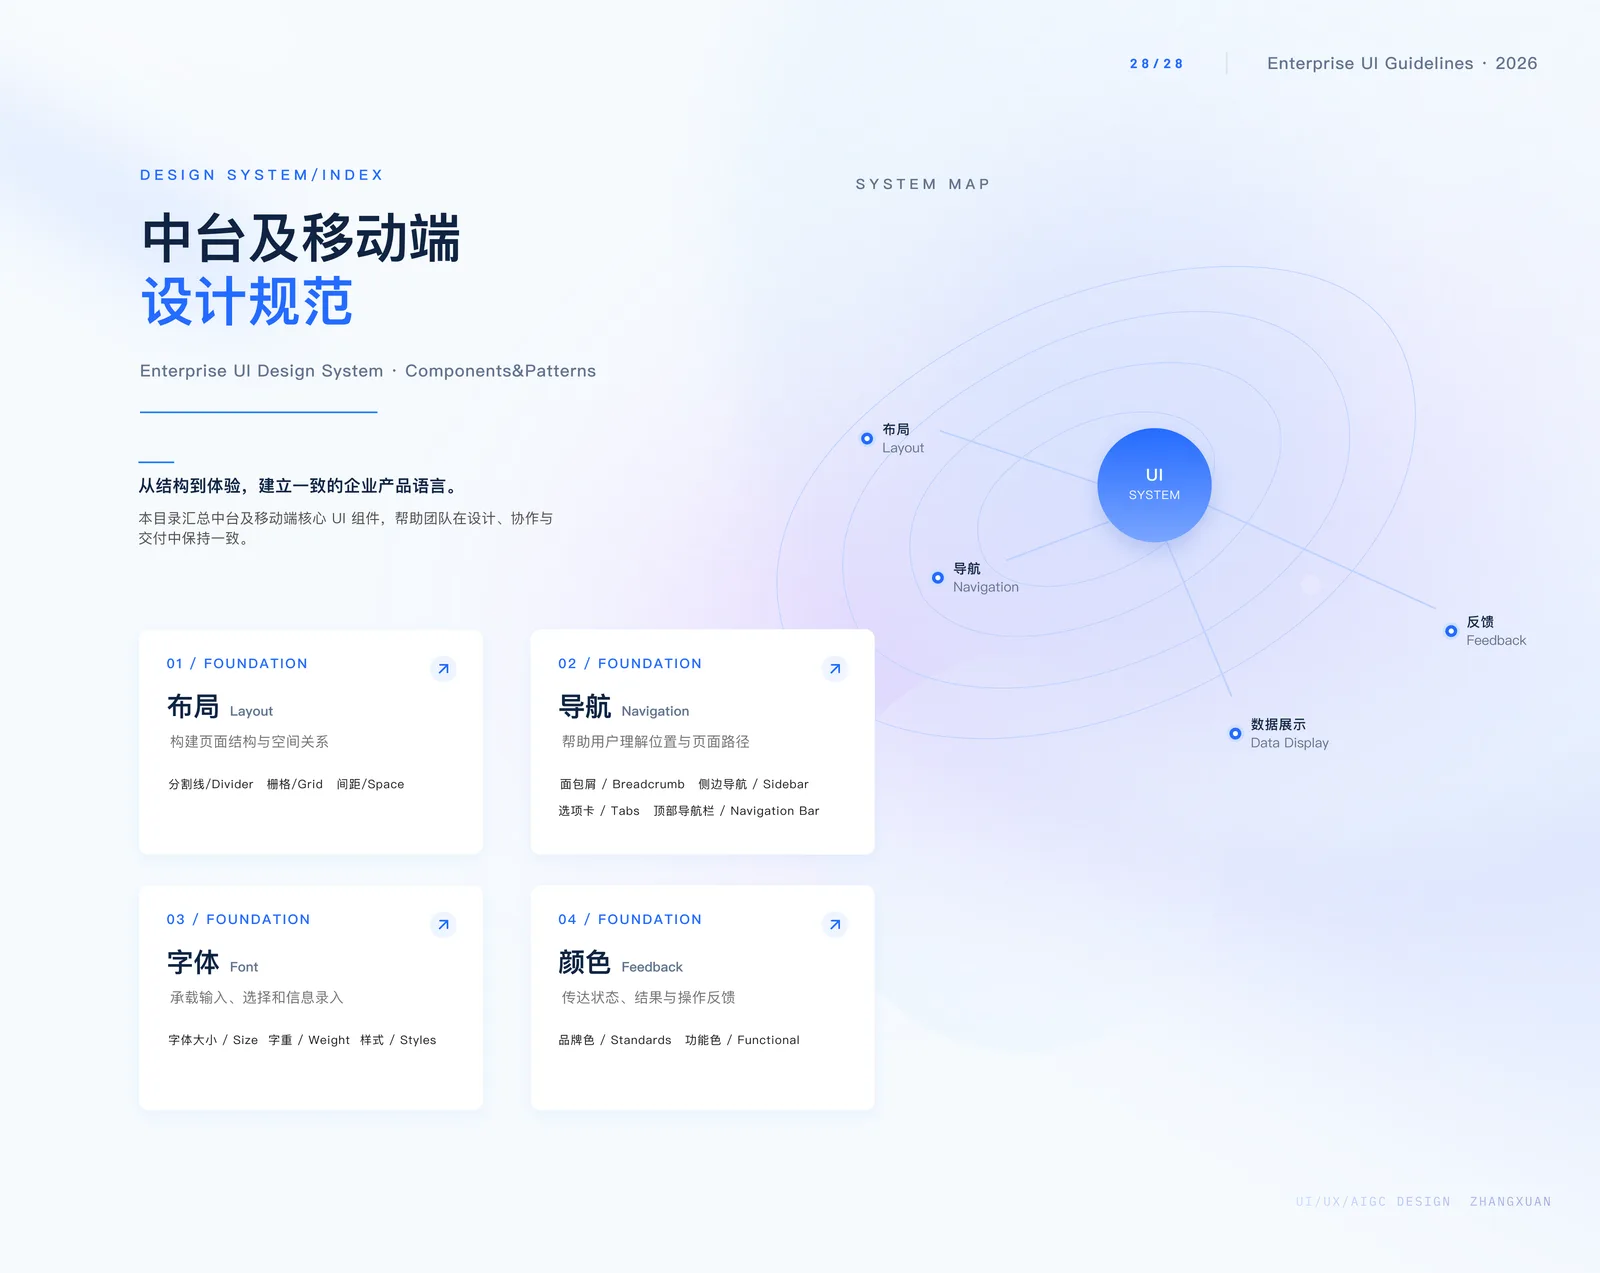 28/28
Enterprise UI Guidelines · 2026
DESIGN SYSTEM/INDEX
中台及移动端
设计规范
Enterprise UI Design System · Components&Patterns
从结构到体验，建立一致的企业产品语言。
本目录汇总中台及移动端核心 UI 组件，帮助团队在设计、协作与
交付中保持一致。
SYSTEM MAP
布局
Layout
UI
SYSTEM
导航
Navigation
反馈
Feedback
数据展示
Data Display
01 / FOUNDATION
布局 Layout
构建页面结构与空间关系
分割线/Divider 栅格/Grid 间距/Space
02 / FOUNDATION
导航 Navigation
帮助用户理解位置与页面路径
面包屑 / Breadcrumb 侧边导航 / Sidebar
选项卡 / Tabs 顶部导航栏 / Navigation Bar
03 / FOUNDATION
字体 Font
承载输入、选择和信息录入
字体大小 / Size 字重 / Weight 样式 / Styles
04 / FOUNDATION
颜色 Feedback
传达状态、结果与操作反馈
品牌色 / Standards 功能色 / Functional
UI/UX/AIGC DESIGN ZHANGXUAN